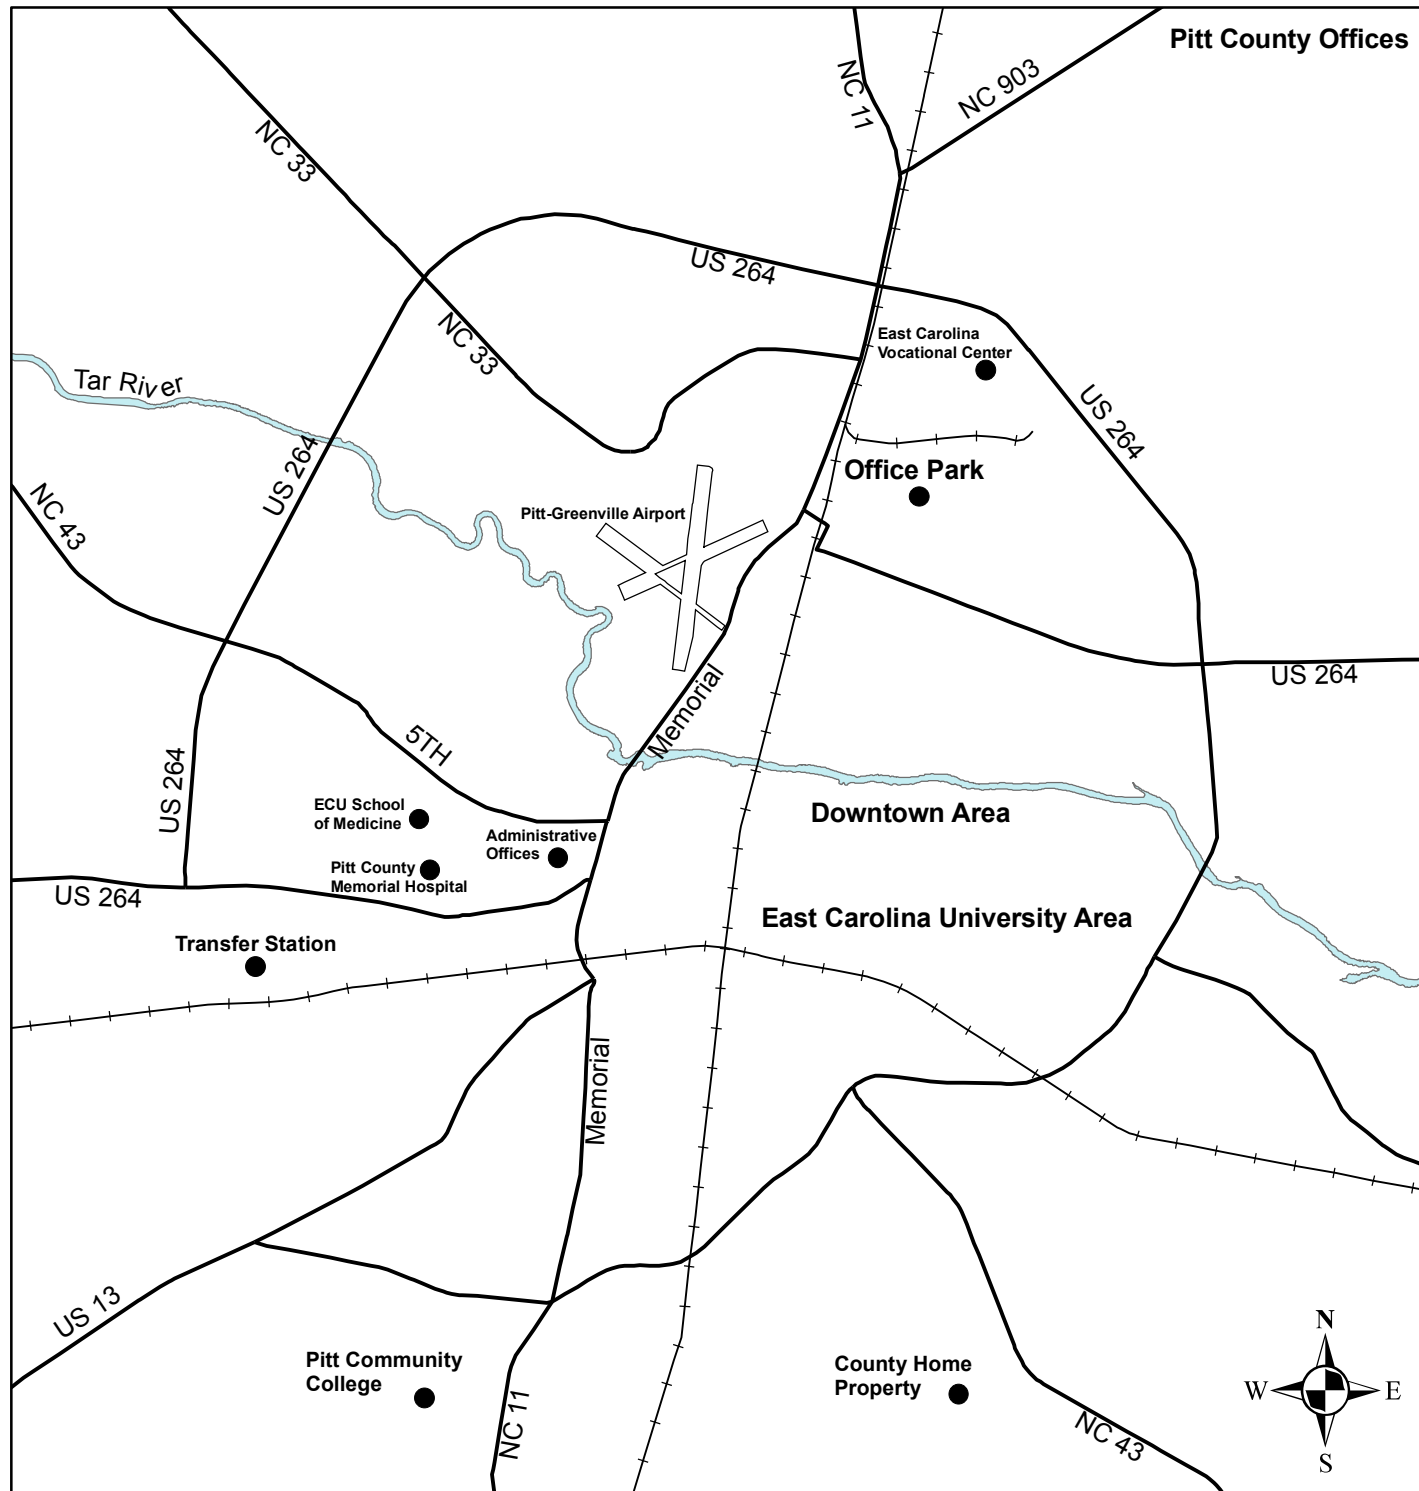 Pitt County Offices
NC 11
NC 903
NC 33
US 264
NC 33
East Carolina
Vocational Center
Tar River
US 264
US 264
Office Park
NC 43
Pitt-Greenville Airport
US 264
Memorial
5TH
US 264
ECU School
of Medicine
Downtown Area
Administrative
Offices
Pitt County
Memorial Hospital
US 264
East Carolina University Area
Transfer Station
Memorial
US 13
N
Pitt Community
College
County Home
Property
W
E
NC 11
NC 43
S